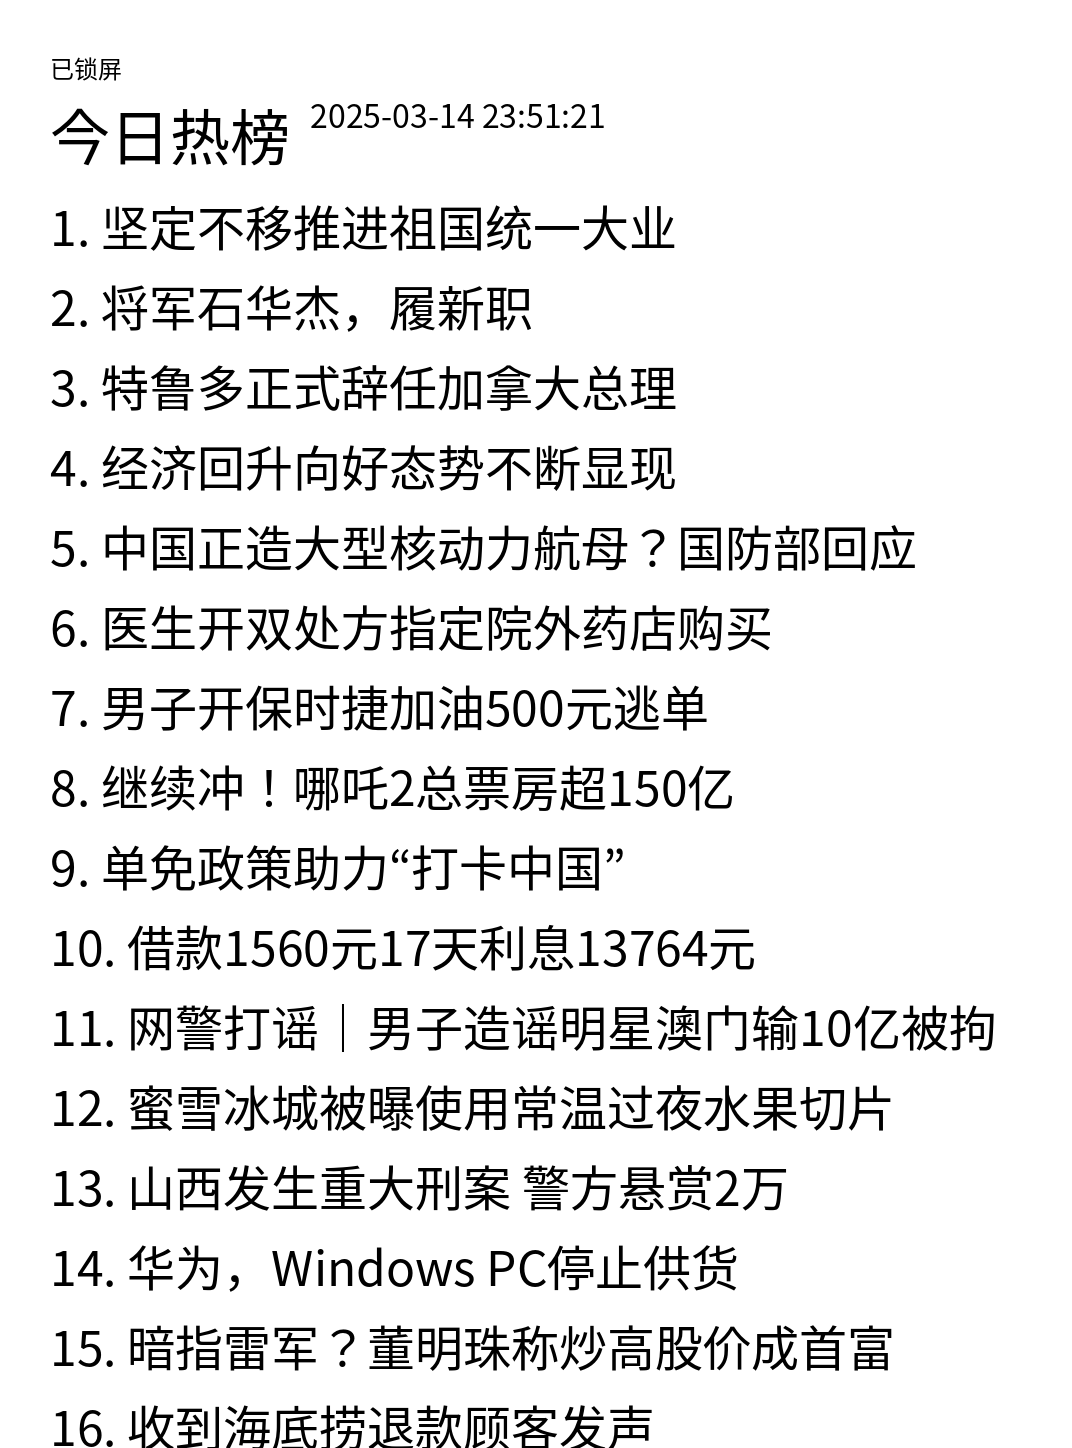 已锁屏
今日热榜 2025-03-14 23:51:21
1. 坚定不移推进祖国统一大业
2. 将军石华杰，履新职
3. 特鲁多正式辞任加拿大总理
4. 经济回升向好态势不断显现
5. 中国正造大型核动力航母？国防部回应
6. 医生开双处方指定院外药店购买
7. 男子开保时捷加油500元逃单
8. 继续冲！哪吒2总票房超150亿
9. 单免政策助力“打卡中国”
10. 借款1560元17天利息13764元
11. 网警打谣｜男子造谣明星澳门输10亿被拘
12. 蜜雪冰城被曝使用常温过夜水果切片
13. 山西发生重大刑案 警方悬赏2万
14. 华为，Windows PC停止供货
15. 暗指雷军？董明珠称炒高股价成首富
16. 收到海底捞退款顾客发声